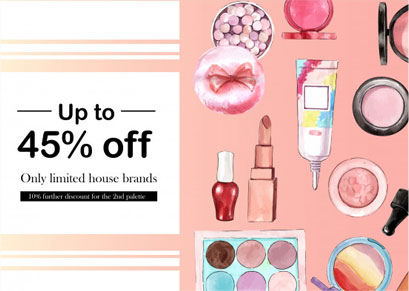 Up to
45% off
Only limited house brands
10% further discount for the 2nd palette